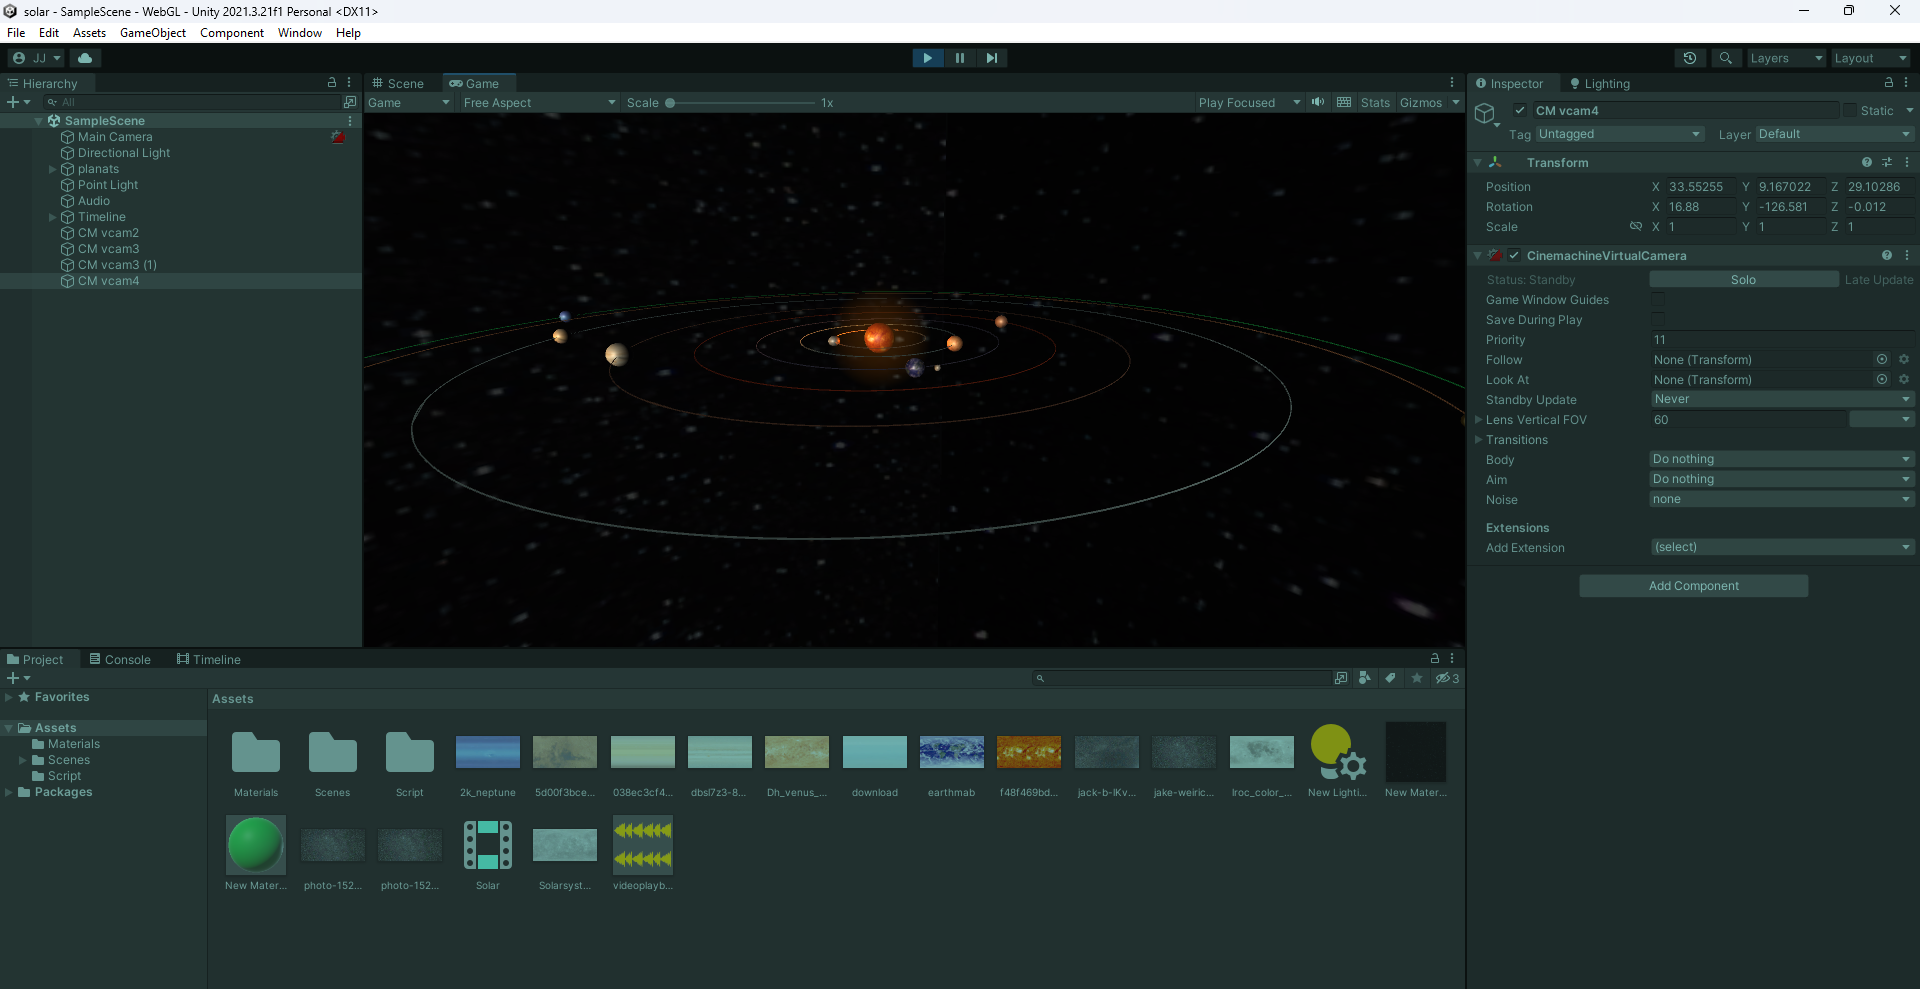 solar - SampleScene - WebGL - Unity 2021.3.21f1 Personal <DX11>
File Edit Assets GameObject Component Window Help
JJ Layers Layout
Hierarchy
All
SampleScene
Main Camera
Directional Light
planats
Point Light
Audio
Timeline
CM vcam2
CM vcam3
CM vcam3 (1)
CM vcam4
Scene Game
Game Free Aspect Scale 1x Play Focused Stats Gizmos
Inspector Lighting
CM vcam4 Static
Tag Untagged Layer Default
Transform
Position X 33.55255 Y 9.167022 Z 29.10286
Rotation X 16.88 Y -126.581 Z -0.012
Scale X 1 Y 1 Z 1
CinemachineVirtualCamera
Status: Standby Solo Late Update
Game Window Guides
Save During Play
Priority 11
Follow None (Transform)
Look At None (Transform)
Standby Update Never
Lens Vertical FOV 60
Transitions
Body Do nothing
Aim Do nothing
Noise none
Extensions
Add Extension (select)
Add Component
Project Console Timeline
3
Favorites
Assets
Materials
Scenes
Script
Packages
Assets
Materials Scenes Script 2k_neptune 5d00f3bce... 038ec3cf4... dbsl7z3-8... Dh_venus_... download earthmab f48f469bd... jack-b-IKv... jake-weiric... lroc_color_... New Lighti... New Mater...
New Mater... photo-152... photo-152... Solar Solarsyst... videoplayb...